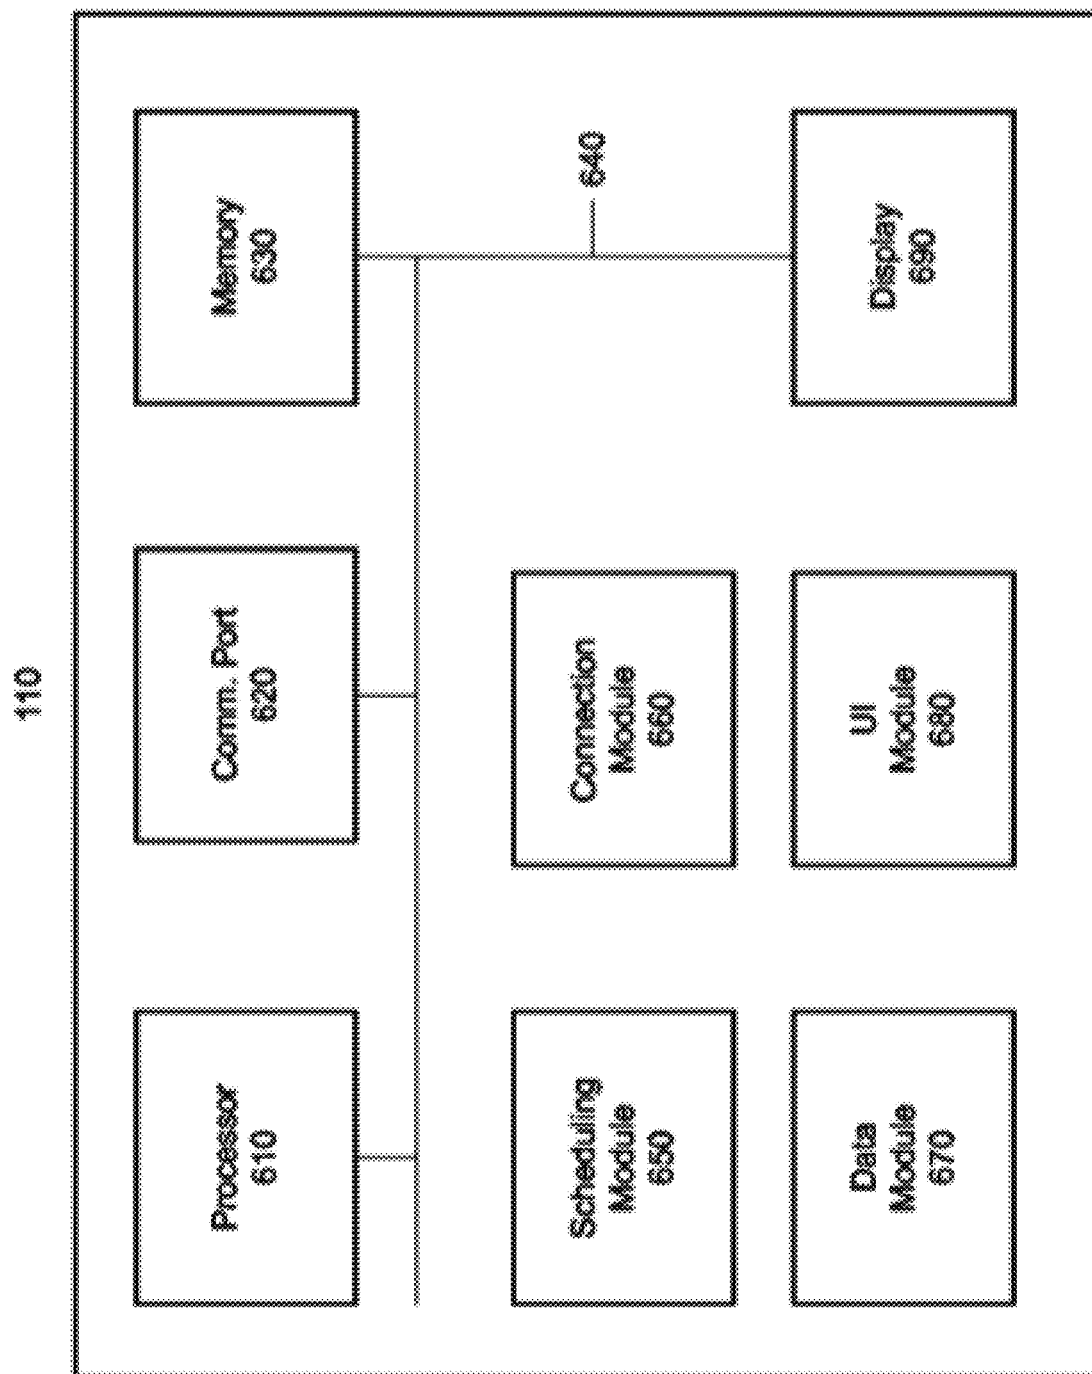 110
Processor
610
Comm. Port
620
Memory
630
640
Scheduling
Module
650
Connection
Module
660
Data
Module
670
UI
Module
680
Display
690